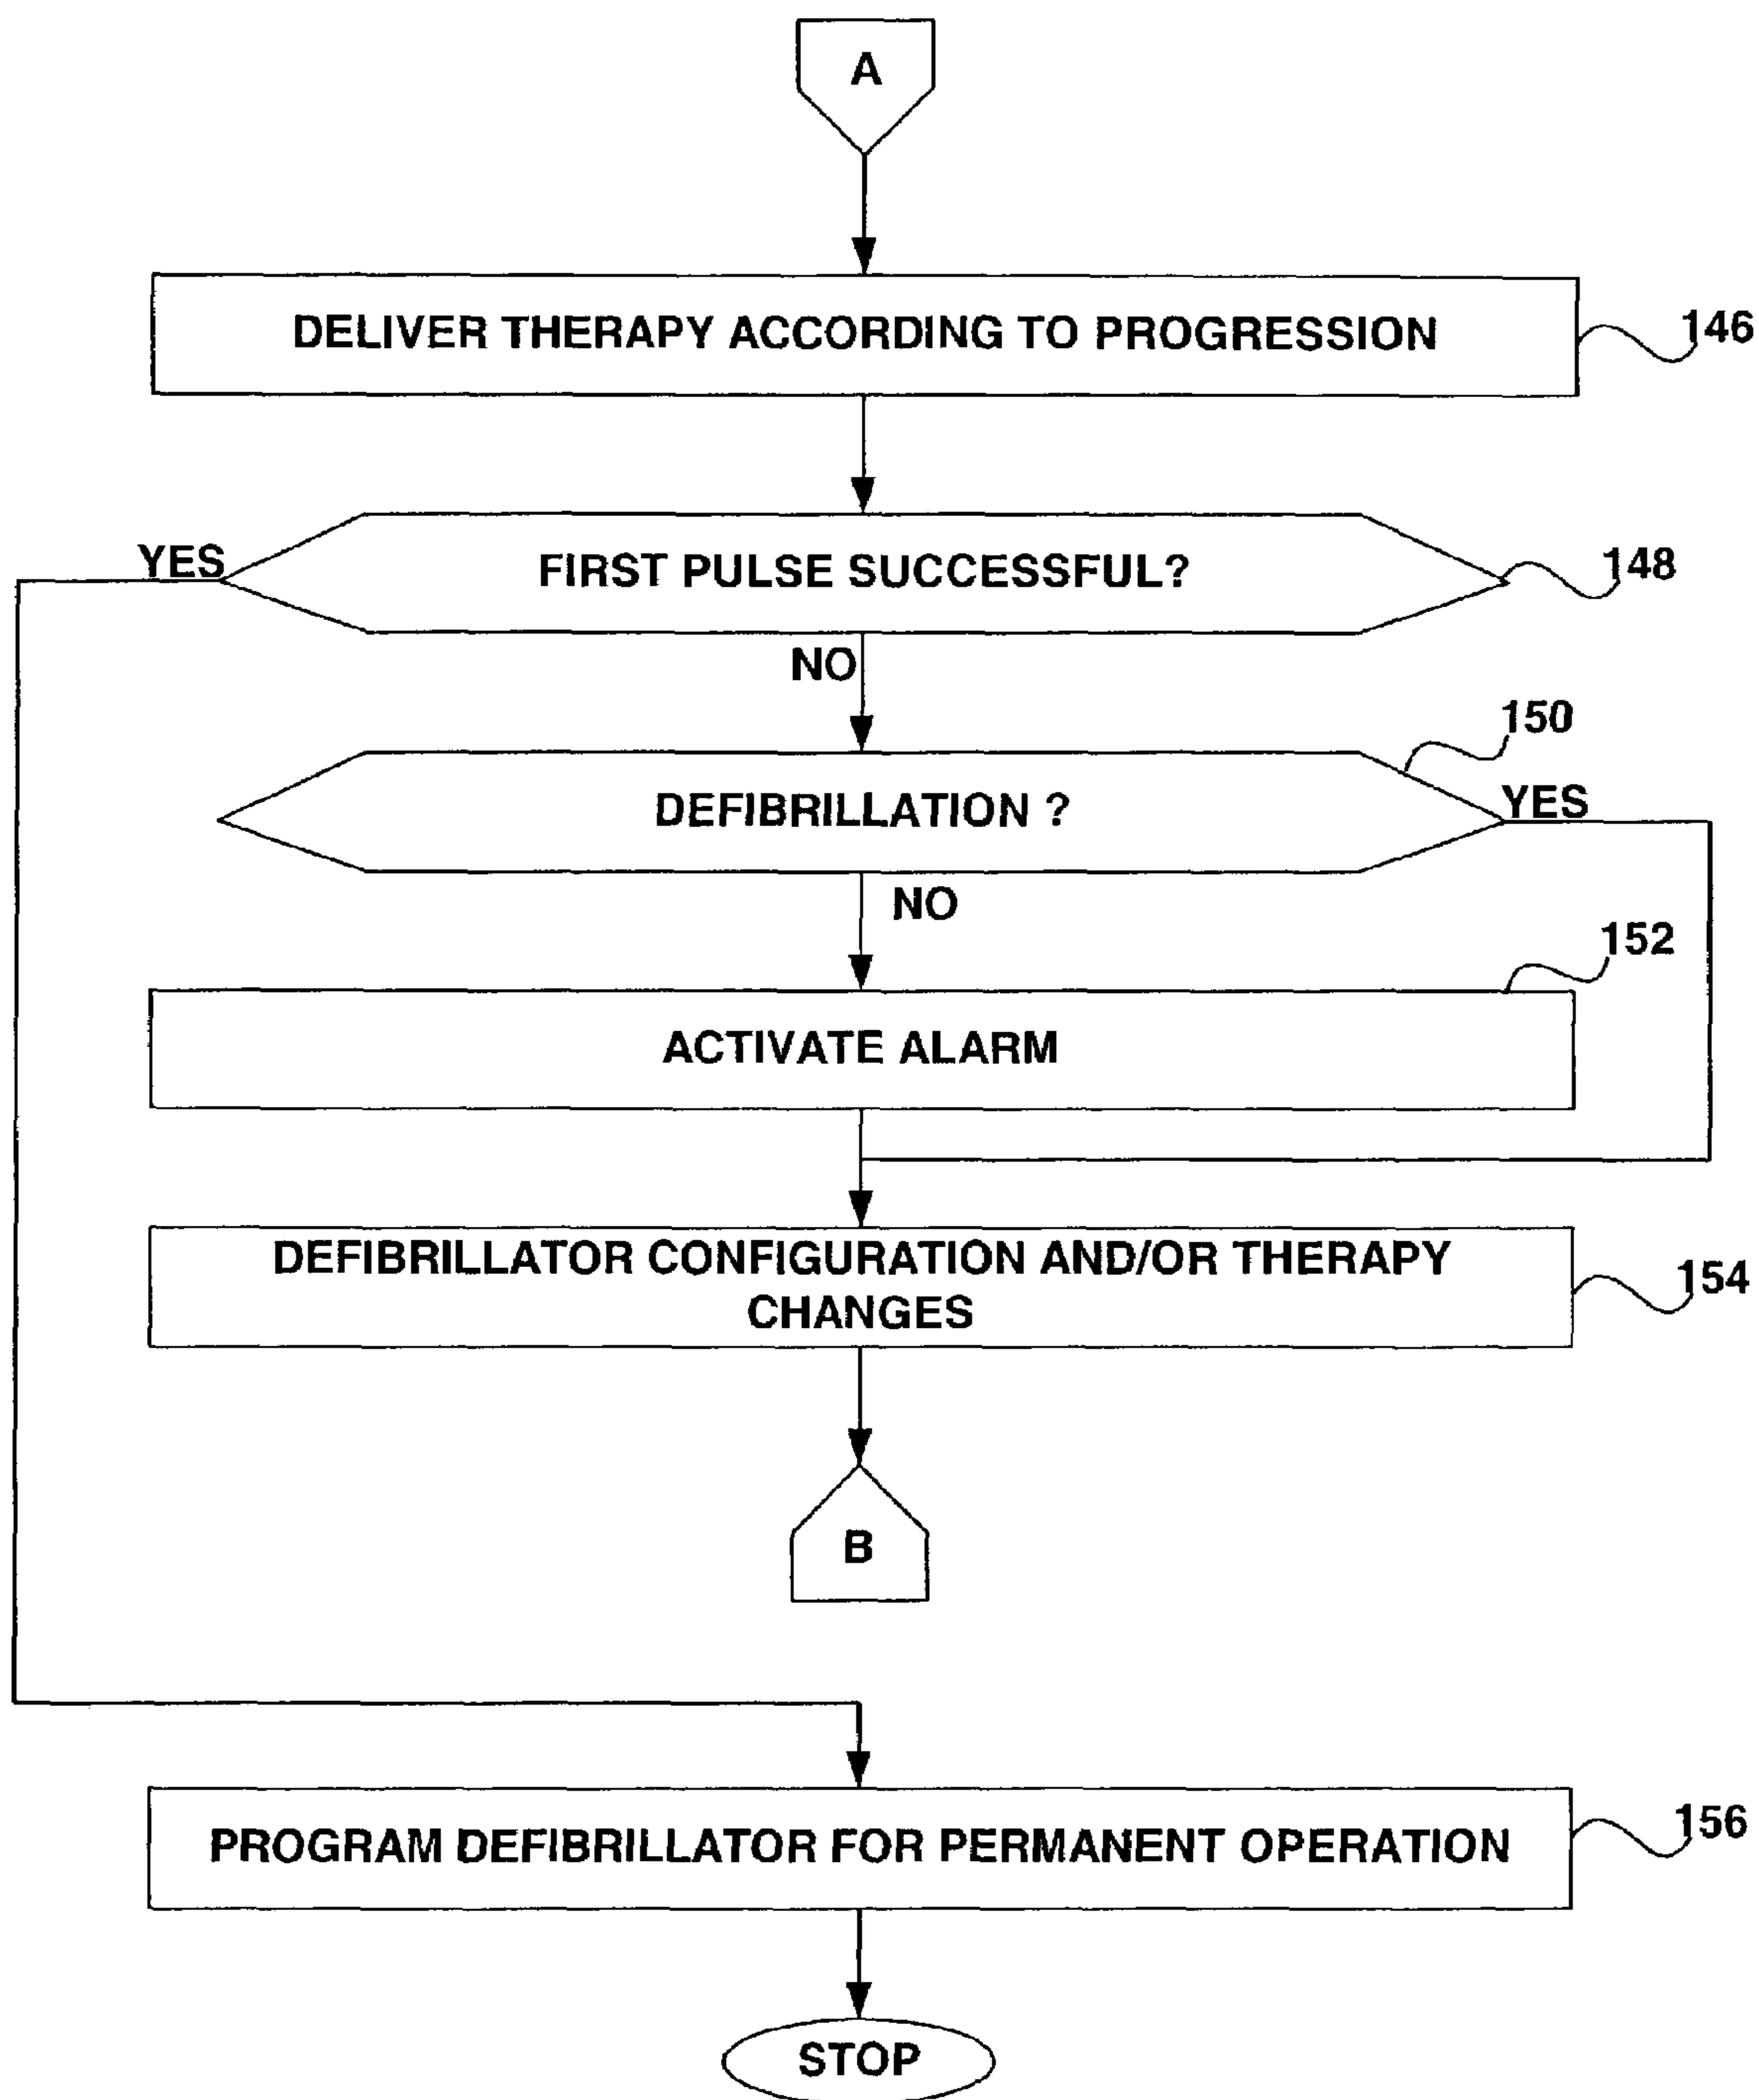 A
DELIVER THERAPY ACCORDING TO PROGRESSION
146
YES
FIRST PULSE SUCCESSFUL?
148
NO
150
DEFIBRILLATION ?
YES
NO
152
ACTIVATE ALARM
DEFIBRILLATOR CONFIGURATION AND/OR THERAPY
CHANGES
154
B
PROGRAM DEFIBRILLATOR FOR PERMANENT OPERATION
156
STOP